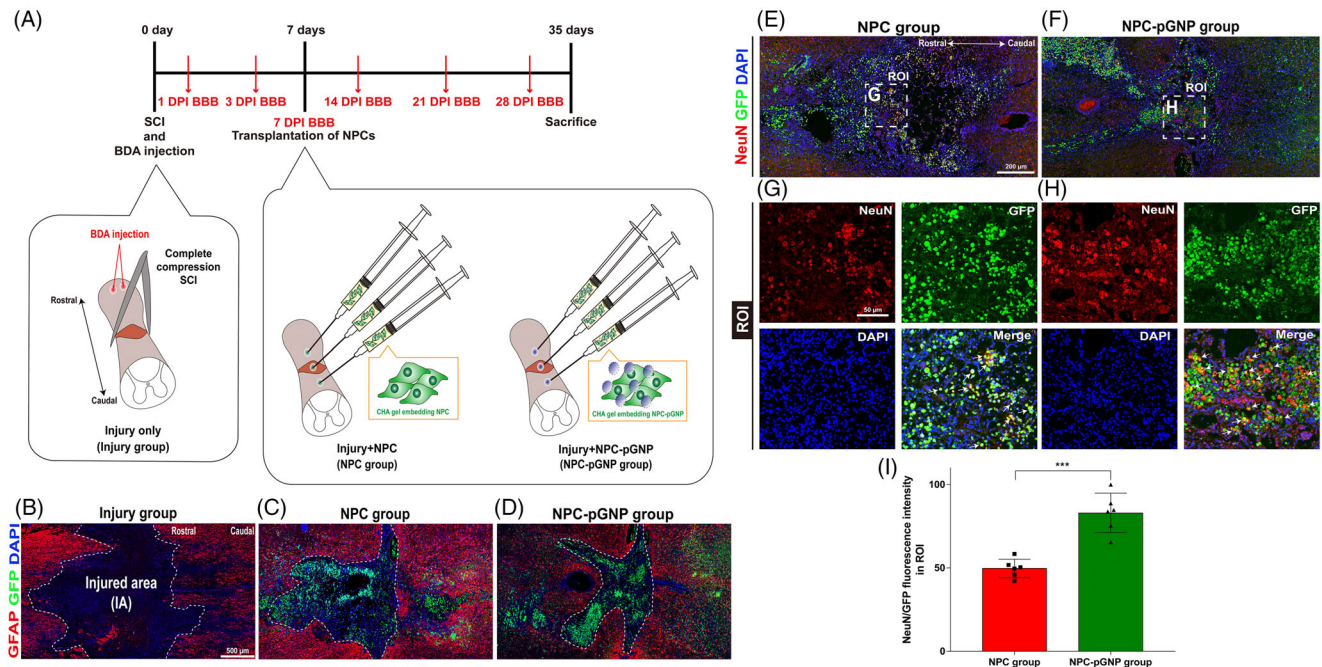 (A)
0 day
7 days
35 days
1 DPI BBB
3 DPI BBB
14 DPI BBB
21 DPI BBB
28 DPI BBB
7 DPI BBB
SCI
and
BDA injection
Transplantation of NPCs
Sacrifice
BDA injection
Complete
compression
SCI
Rostral
Caudal
Injury only
(Injury group)
CHA gel embedding NPC
Injury+NPC
(NPC group)
CHA gel embedding NPC-pGNP
Injury+NPC-pGNP
(NPC-pGNP group)
(B)
Injury group
GFAP GFP DAPI
Rostral
Caudal
Injured area
(IA)
500 μm
(C)
NPC group
(D)
NPC-pGNP group
(E)
NPC group
NeuN GFP DAPI
Rostral
Caudal
ROI
G
200 μm
(F)
NPC-pGNP group
ROI
H
(G)
ROI
NeuN
50 μm
GFP
DAPI
Merge
(H)
NeuN
GFP
DAPI
Merge
(I)
NeuN/GFP fluorescence intensity
in ROI
100
50
0
***
NPC group
NPC-pGNP group